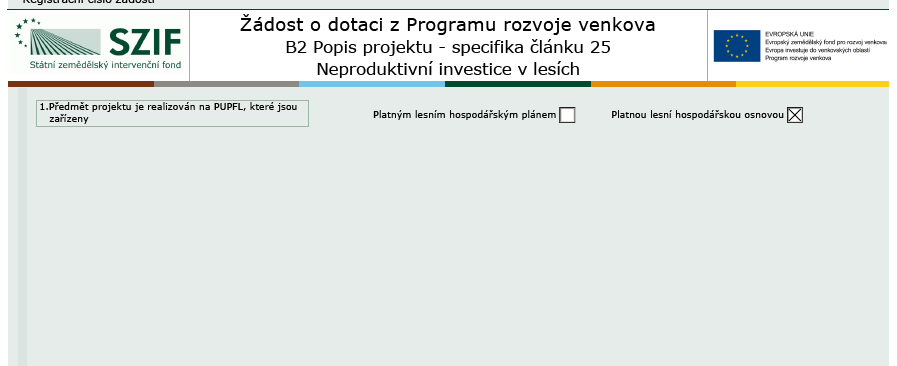 Registrační číslo žádosti
Žádost o dotaci z Programu rozvoje venkova
B2 Popis projektu - specifika článku 25
Neproduktivní investice v lesích
SZIF
Státní zemědělský intervenční fond
EVROPSKÁ UNIE
Evropský zemědělský fond pro rozvoj venkova
Evropa investuje do venkovských oblastí
Program rozvoje venkova
1.Předmět projektu je realizován na PUPFL, které jsou
zařízeny
Platným lesním hospodářským plánem
Platnou lesní hospodářskou osnovou